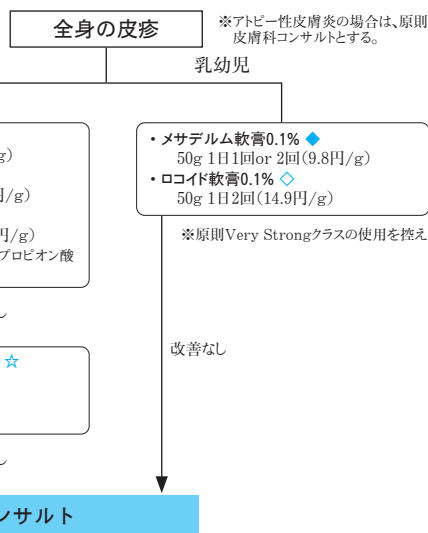 全身の皮疹
※アトピー性皮膚炎の場合は、原則
皮膚科コンサルトとする。
乳幼児
g）
・メサデルム軟膏0.1% ◆
50g 1日1回or 2回（9.8円/g）
・ロコイド軟膏0.1% ◇
50g 1日2回（14.9円/g）
/g）
円/g）
プロピオン酸
※原則Very Strongクラスの使用を控え
し
☆
改善なし
し
ンサルト